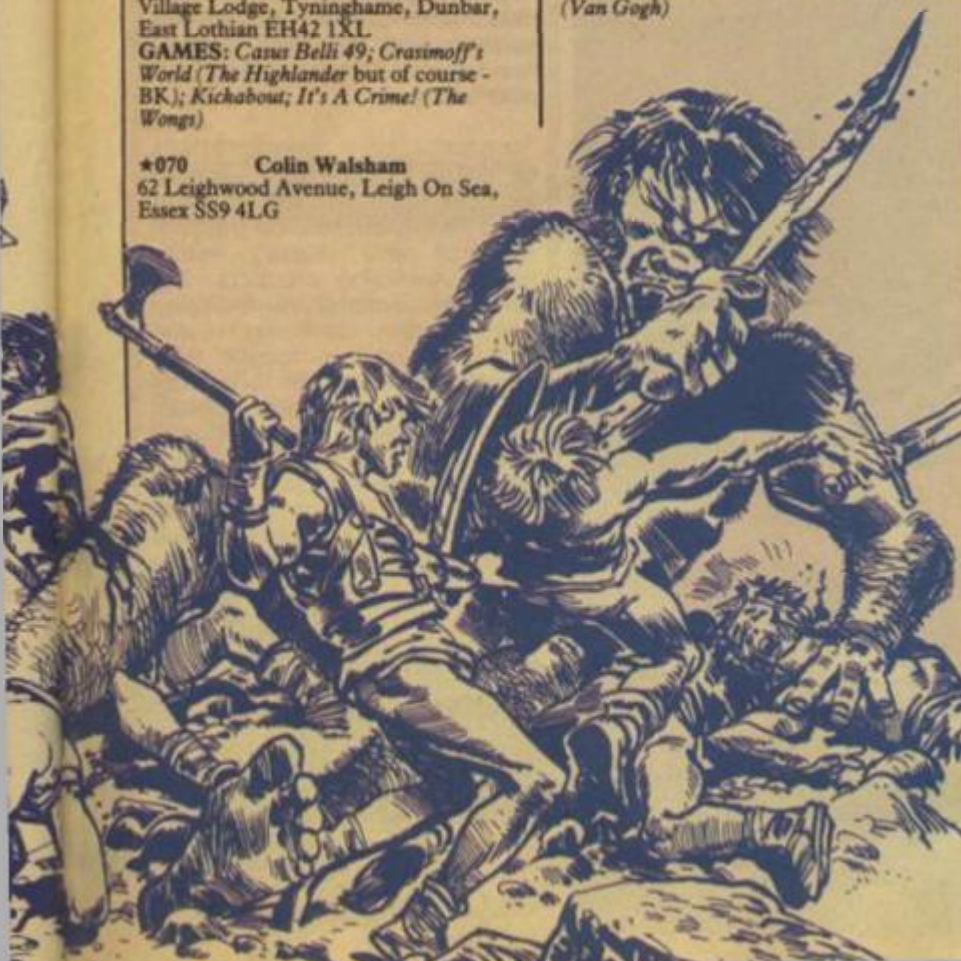 Village Lodge, Tyninghame, Dunbar,
East Lothian EH42 1XL
GAMES: Casus Belli 49; Crasimoff's
World (The Highlander but of course -
BK); Kickabout; It's A Crime! (The
Wongs)
★070 Colin Walsham
62 Leighwood Avenue, Leigh On Sea,
Essex SS9 4LG
(Van Gogh)